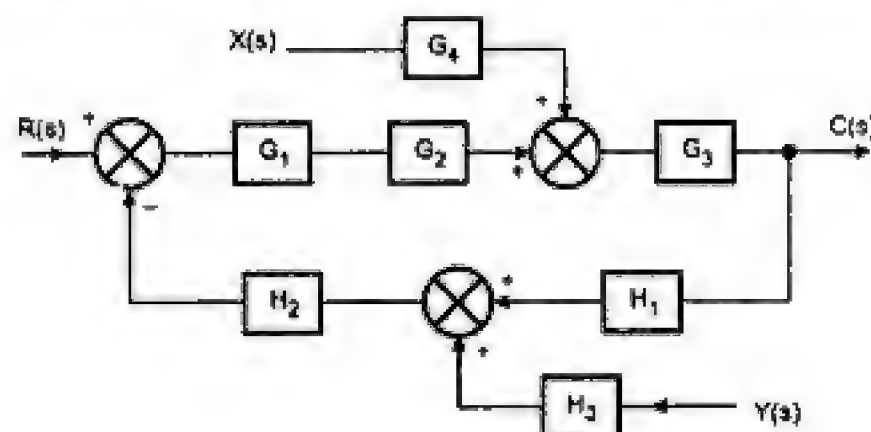 X(s)
G₄
R(s)
+
+
G₁
G₂
+
G₃
C(s)
−
H₂
+
H₁
+
H₃
Y(s)